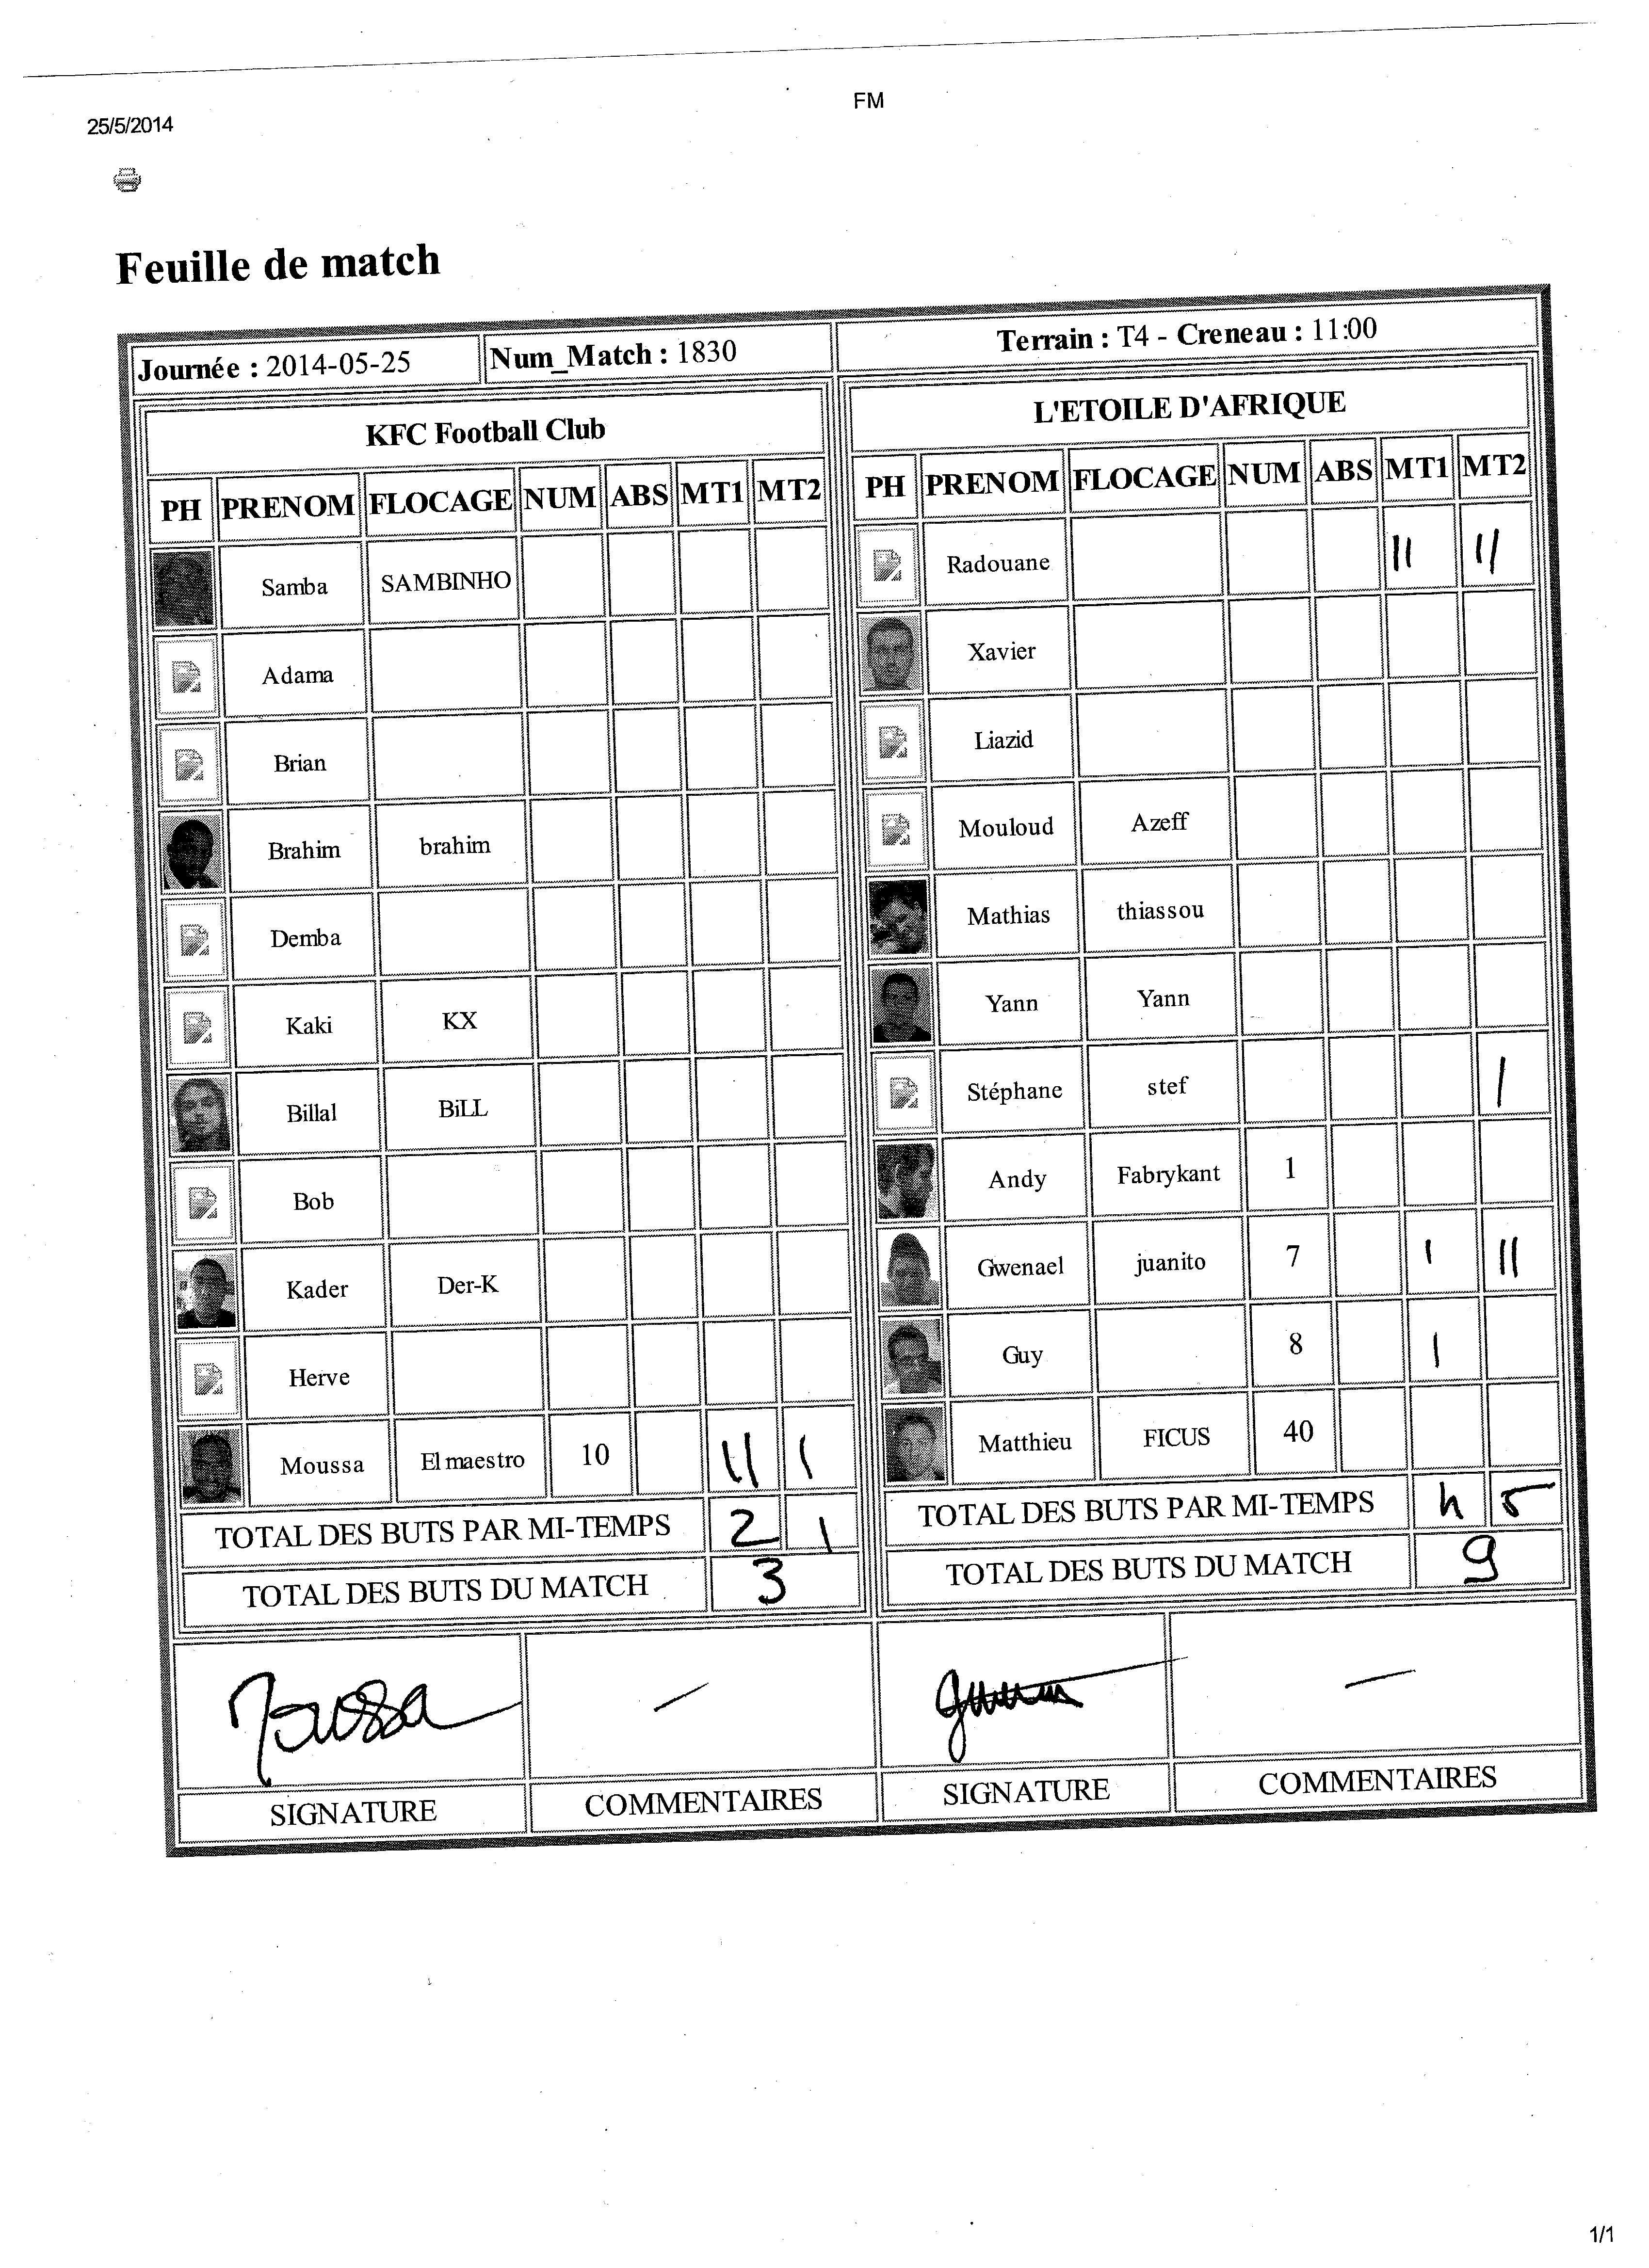 FM
25/5/2014
Feuille de match
Journée : 2014-05-25 Num_Match : 1830 Terrain : T4 - Creneau : 11:00
KFC Football Club
PH PRENOM FLOCAGE NUM ABS MT1 MT2
Samba SAMBINHO
Adama
Brian
Brahim brahim
Demba
Kaki KX
Billal BiLL
Bob
Kader Der-K
Herve
Moussa El maestro 10 II I
TOTAL DES BUTS PAR MI-TEMPS 2 1
TOTAL DES BUTS DU MATCH 3
L'ETOILE D'AFRIQUE
PH PRENOM FLOCAGE NUM ABS MT1 MT2
Radouane II II
Xavier
Liazid
Mouloud Azeff
Mathias thiassou
Yann Yann
Stéphane stef I
Andy Fabrykant 1
Gwenael juanito 7 I II
Guy 8 I
Matthieu FICUS 40
TOTAL DES BUTS PAR MI-TEMPS 4 5
TOTAL DES BUTS DU MATCH 9
SIGNATURE COMMENTAIRES SIGNATURE COMMENTAIRES
1/1